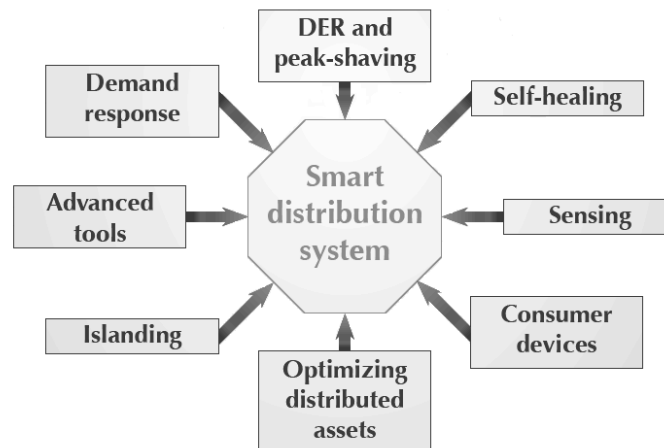 DER and
peak-shaving
Demand
response
Self-healing
Smart
distribution
system
Advanced
tools
Sensing
Islanding
Consumer
devices
Optimizing
distributed
assets